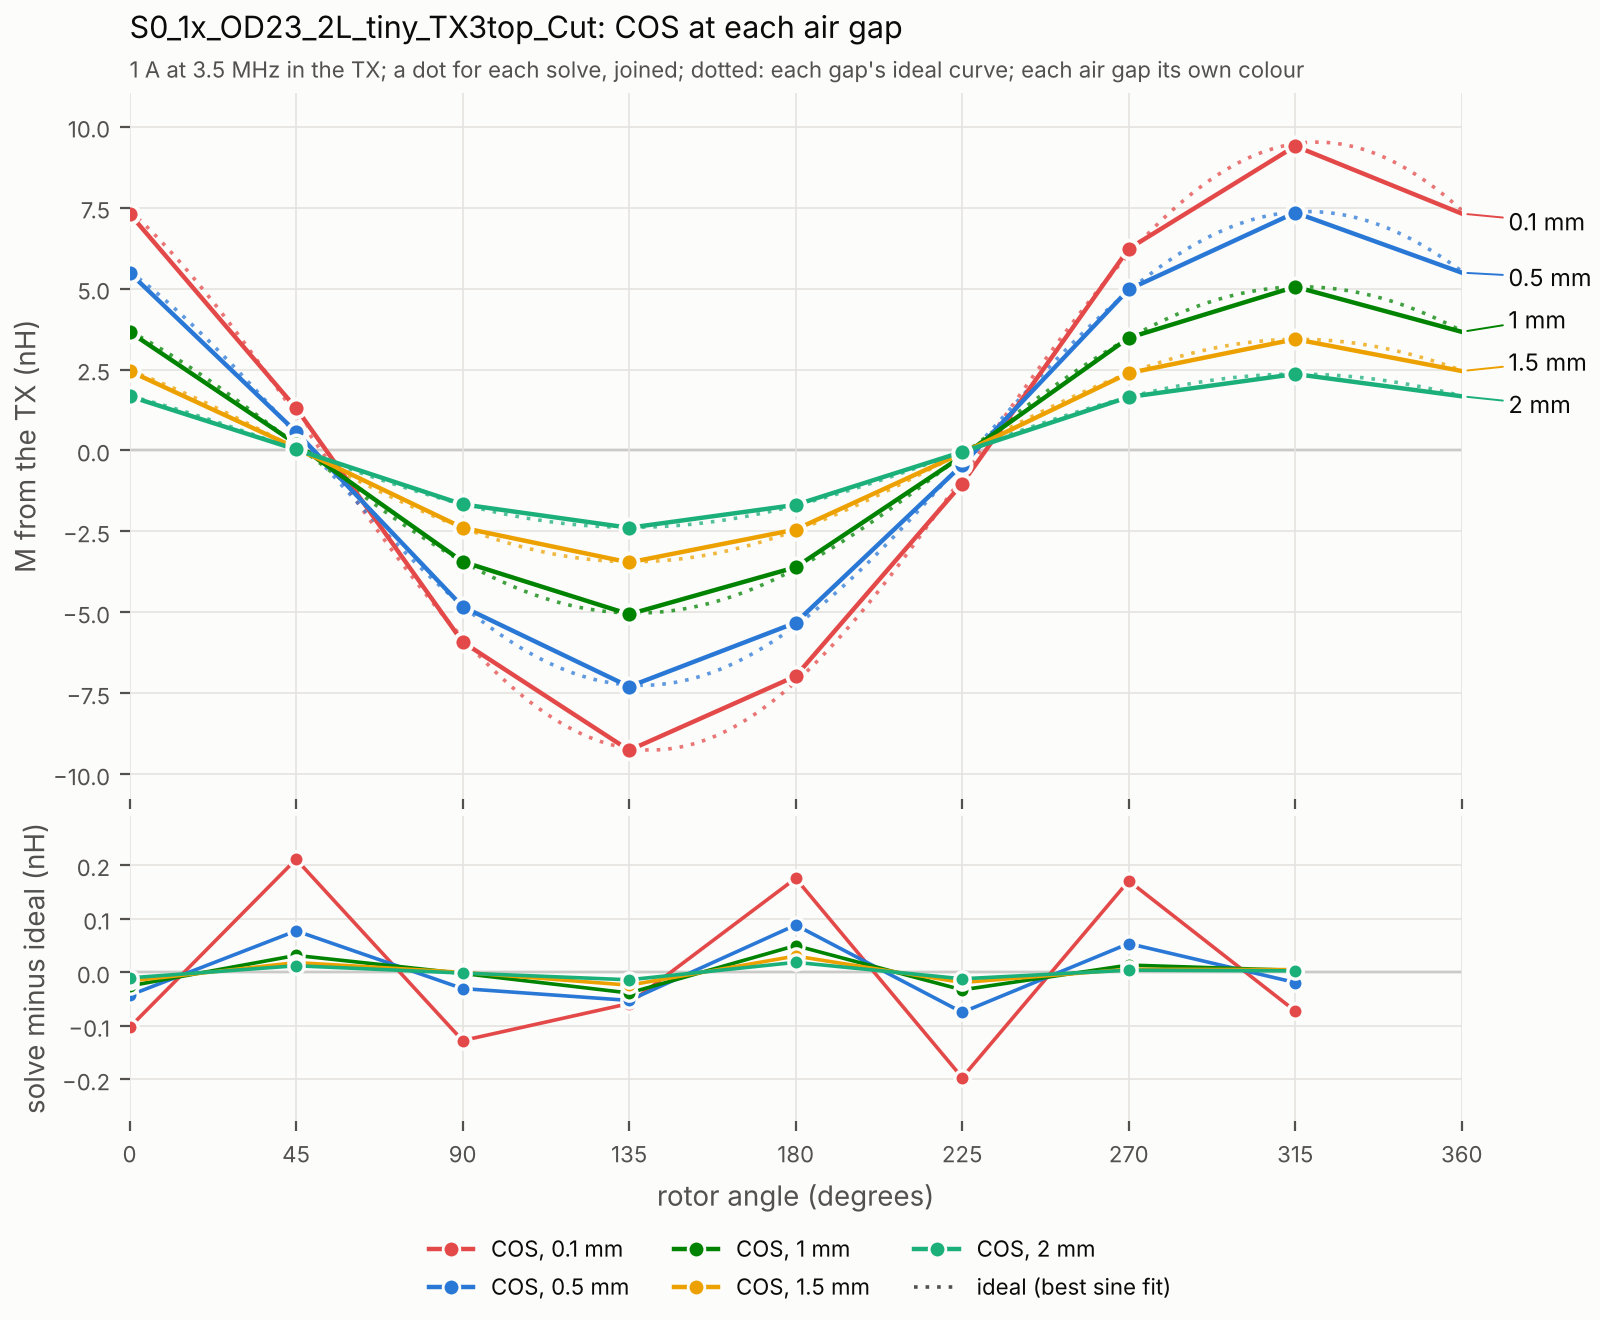 S0_1x_OD23_2L_tiny_TX3top_Cut: COS at each air gap
1 A at 3.5 MHz in the TX; a dot for each solve, joined; dotted: each gap's ideal curve; each air gap its own colour
M from the TX (nH)
10.0
7.5
5.0
2.5
0.0
−2.5
−5.0
−7.5
−10.0
0.1 mm
0.5 mm
1 mm
1.5 mm
2 mm
solve minus ideal (nH)
0.2
0.1
0.0
−0.1
−0.2
0 45 90 135 180 225 270 315 360
rotor angle (degrees)
COS, 0.1 mm COS, 1 mm COS, 2 mm
COS, 0.5 mm COS, 1.5 mm ideal (best sine fit)